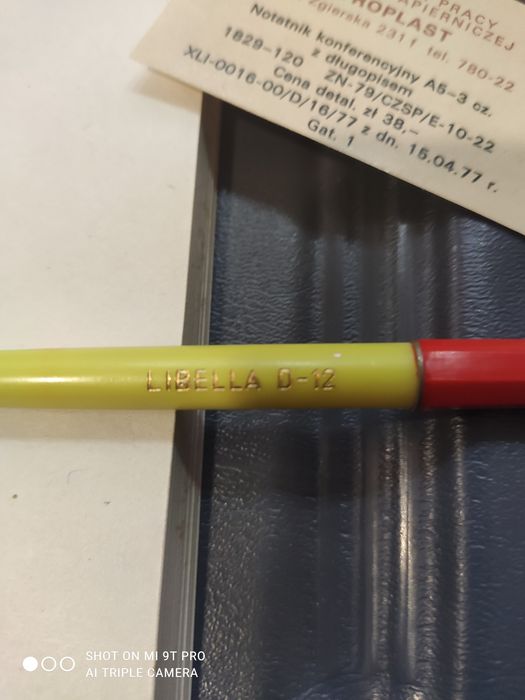 PRACY
PAPIERNICZEJ
ROPLAST
Zgierska 231 f tel. 780-22
Notatnik konferencyjny A5-3 cz.
z długopisem
1829-120 ZN-79/CZSP/E-10-22
Cena detal. zł 38,-
XLI-0016-00/D/16/77 z dn. 15.04.77 r.
Gat. 1
LIBELLA D-12
SHOT ON MI 9T PRO
AI TRIPLE CAMERA